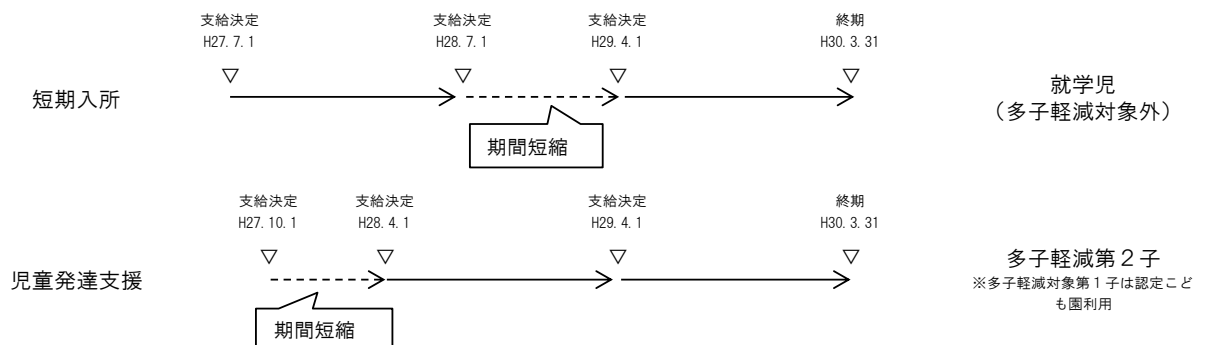 支給決定 支給決定 支給決定 終期
H27.7.1 H28.7.1 H29.4.1 H30.3.31
▽ ▽ ▽ ▽
短期入所
就学児
（多子軽減対象外）
期間短縮
支給決定 支給決定 支給決定 終期
H27.10.1 H28.4.1 H29.4.1 H30.3.31
▽ ▽ ▽ ▽
児童発達支援
多子軽減第２子
※多子軽減対象第１子は認定こど
も園利用
期間短縮